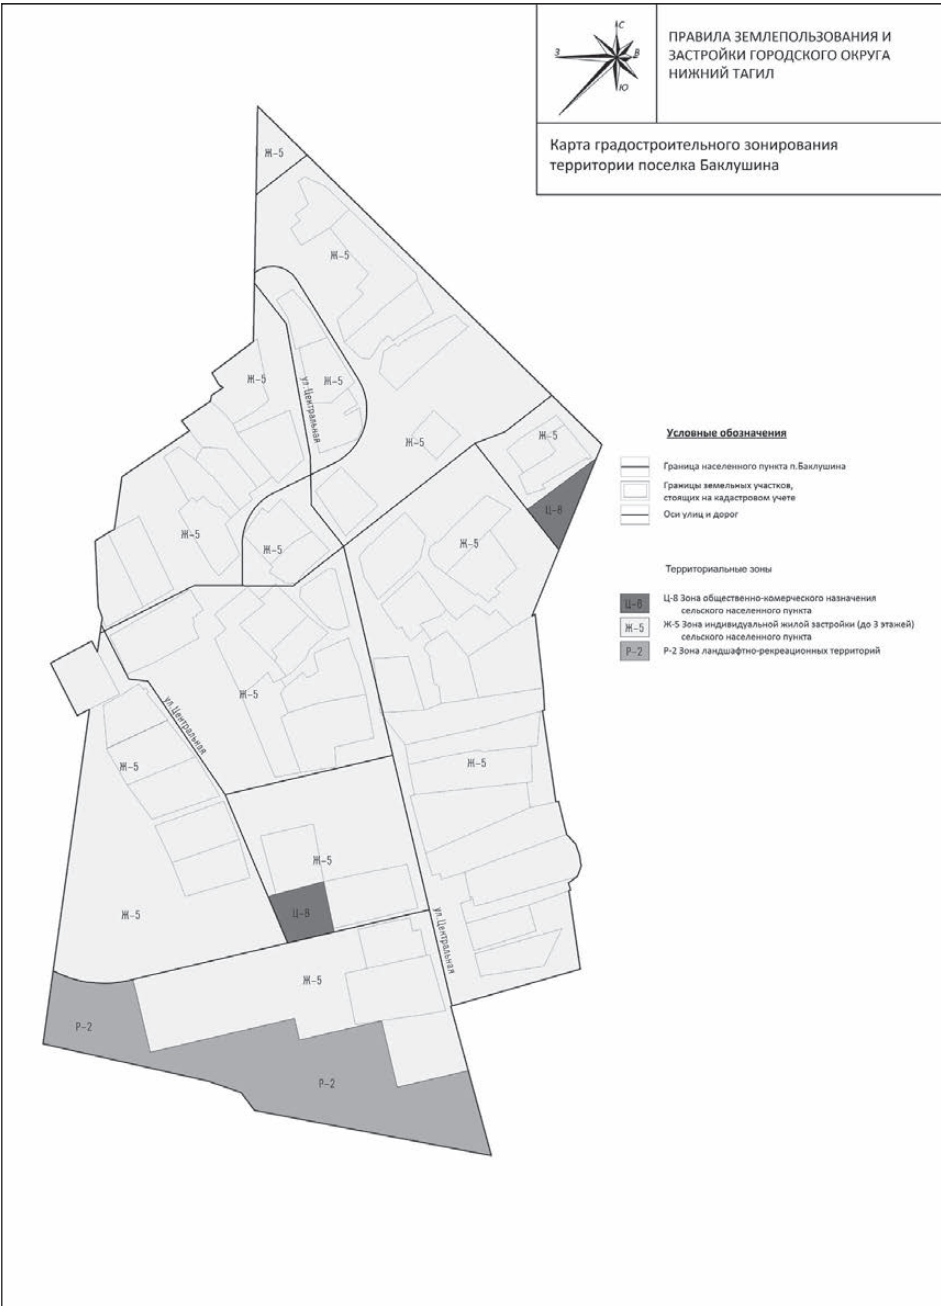 С
З
В
Ю
ПРАВИЛА ЗЕМЛЕПОЛЬЗОВАНИЯ И
ЗАСТРОЙКИ ГОРОДСКОГО ОКРУГА
НИЖНИЙ ТАГИЛ
Карта градостроительного зонирования
территории поселка Баклушина
Ж-5
Ж-5
Ж-5
Ж-5
ул.Центральная
Ж-5
Ж-5
Ц-8
Ж-5
Ж-5
Ж-5
Ж-5
ул.Центральная
Ж-5
Ж-5
Ж-5
Ц-8
Ж-5
ул.Центральная
Ж-5
Р-2
Р-2
Условные обозначения
Граница населенного пункта п.Баклушина
Границы земельных участков,
стоящих на кадастровом учете
Оси улиц и дорог
Территориальные зоны
Ц-8
Ц-8 Зона общественно-комерческого назначения
сельского населенного пункта
Ж-5
Ж-5 Зона индивидуальной жилой застройки (до 3 этажей)
сельского населенного пункта
Р-2
Р-2 Зона ландшафтно-рекреационных территорий